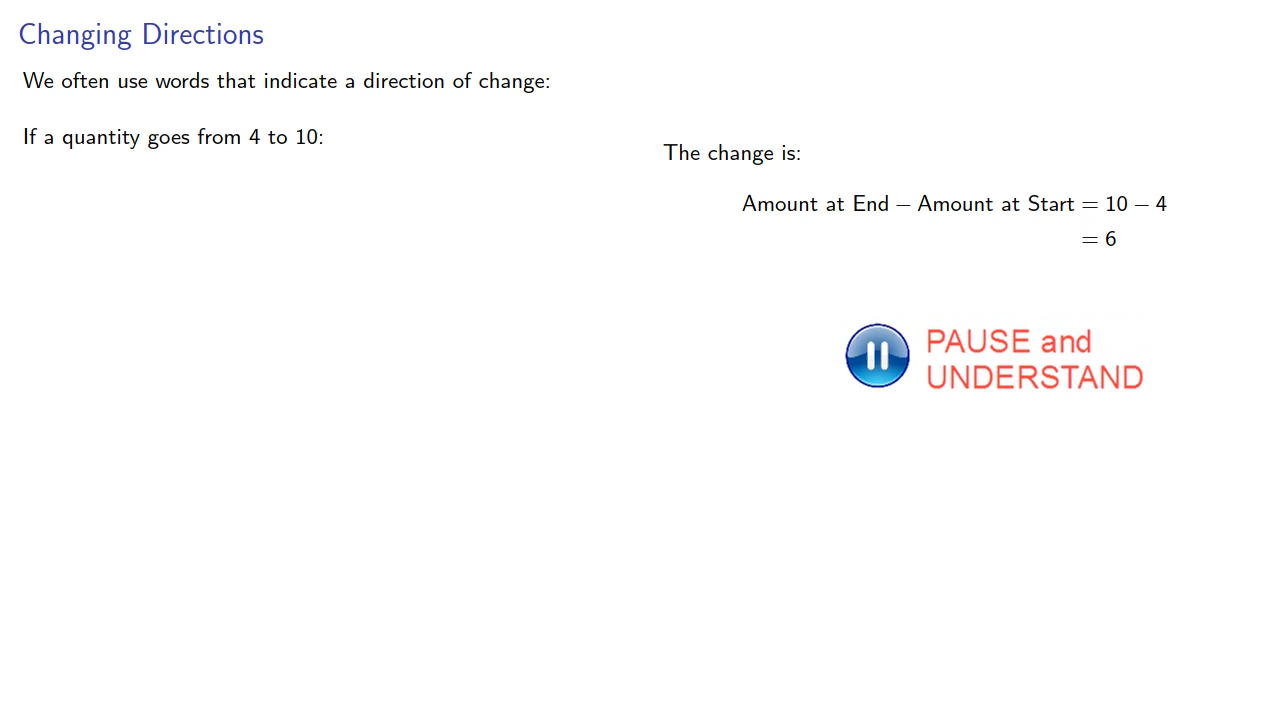 Changing Directions
We often use words that indicate a direction of change:
If a quantity goes from 4 to 10:
The change is:
Amount at End − Amount at Start = 10 − 4
= 6
PAUSE and
UNDERSTAND